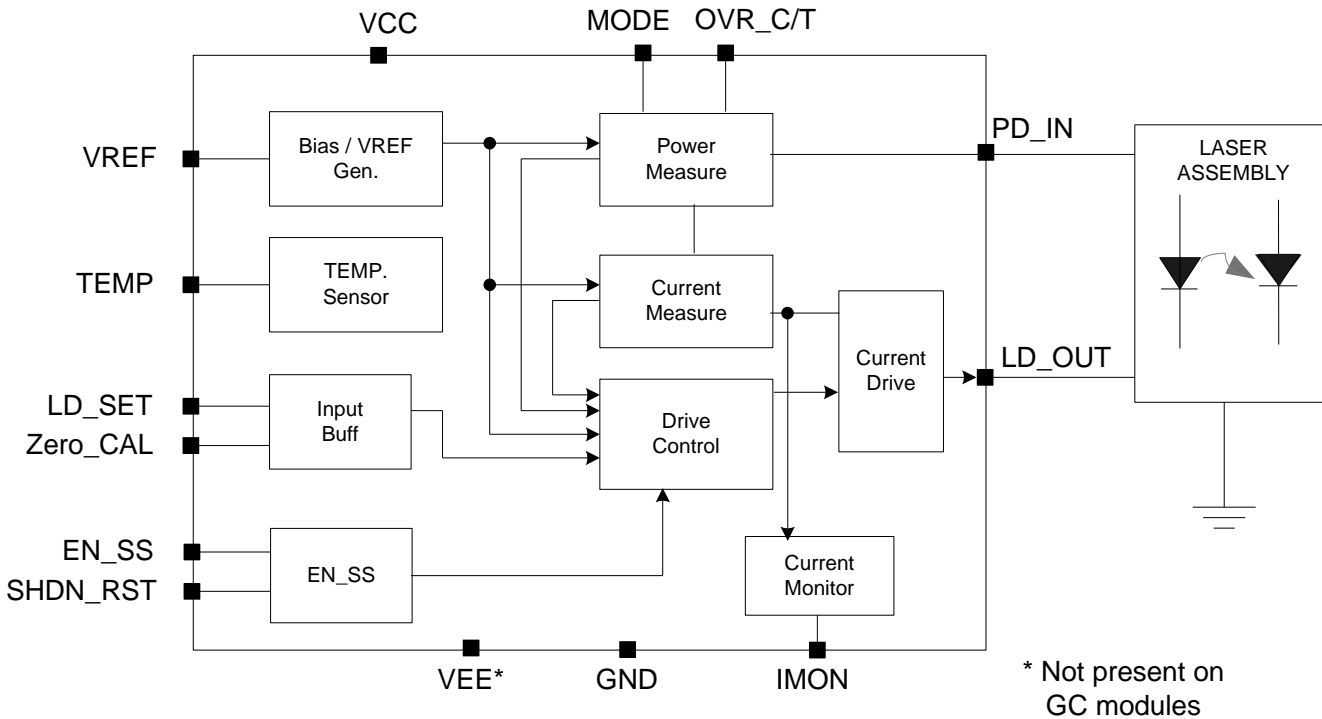 VCC
MODE
OVR_C/T
VREF
Bias / VREF
Gen.
Power
Measure
PD_IN
LASER
ASSEMBLY
TEMP
TEMP.
Sensor
Current
Measure
Current
Drive
LD_OUT
LD_SET
Zero_CAL
Input
Buff
Drive
Control
EN_SS
SHDN_RST
EN_SS
Current
Monitor
VEE*
GND
IMON
* Not present on
GC modules